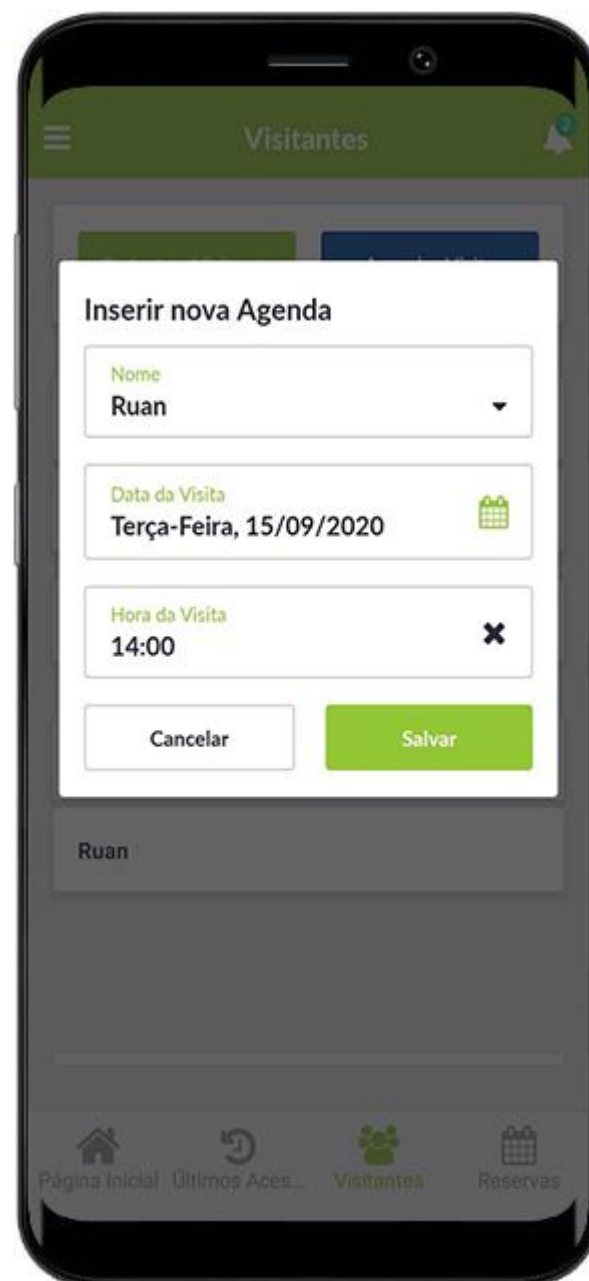 Visitantes
2
Inserir nova Agenda
Nome
Ruan
Data da Visita
Terça-Feira, 15/09/2020
Hora da Visita
14:00
Cancelar
Salvar
Ruan
Página Inicial
Últimos Aces...
Visitantes
Reservas